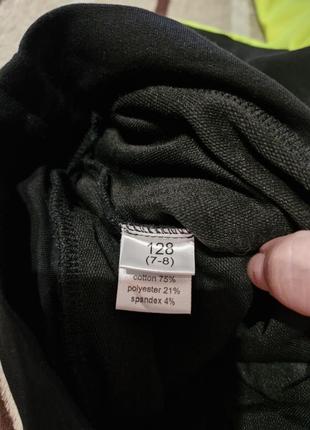 128
(7-8)
cotton 75%
polyester 21%
spandex 4%